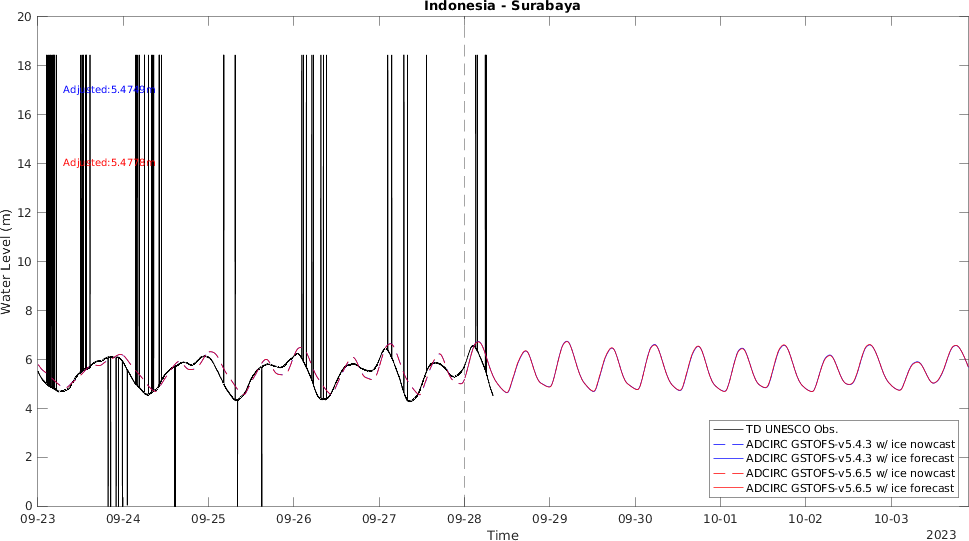 Indonesia - Surabaya
20
18
16
14
12
10
8
6
4
2
0
Water Level (m)
Adjusted:5.4749m
Adjusted:5.4778m
TD UNESCO Obs.
ADCIRC GSTOFS-v5.4.3 w/ ice nowcast
ADCIRC GSTOFS-v5.4.3 w/ ice forecast
ADCIRC GSTOFS-v5.6.5 w/ ice nowcast
ADCIRC GSTOFS-v5.6.5 w/ ice forecast
09-23 09-24 09-25 09-26 09-27 09-28 09-29 09-30 10-01 10-02 10-03
Time
2023